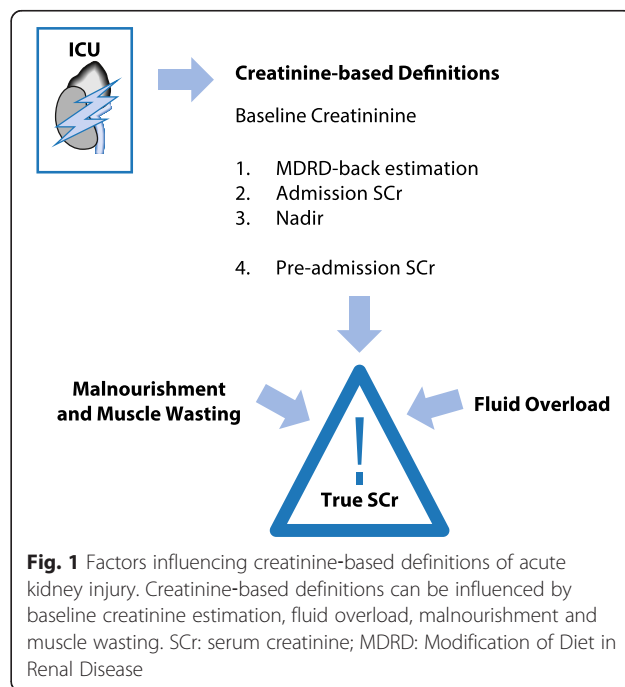 ICU
Creatinine-based Definitions
Baseline Creatininine
1. MDRD-back estimation
2. Admission SCr
3. Nadir
4. Pre-admission SCr
Malnourishment
and Muscle Wasting
Fluid Overload
!
True SCr
Fig. 1 Factors influencing creatinine-based definitions of acute
kidney injury. Creatinine-based definitions can be influenced by
baseline creatinine estimation, fluid overload, malnourishment and
muscle wasting. SCr: serum creatinine; MDRD: Modification of Diet in
Renal Disease